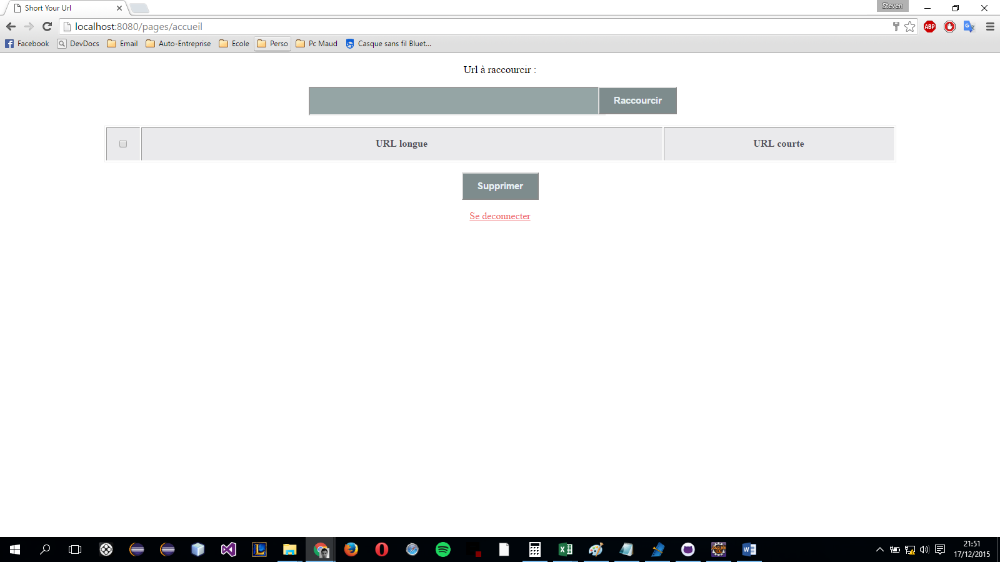 Short Your Url
Steven
localhost:8080/pages/accueil
ABP
Facebook DevDocs Email Auto-Entreprise Ecole Perso Pc Maud Casque sans fil Bluet...
Url à raccourcir :
Raccourcir
URL longue URL courte
Supprimer
Se deconnecter
21:51
17/12/2015